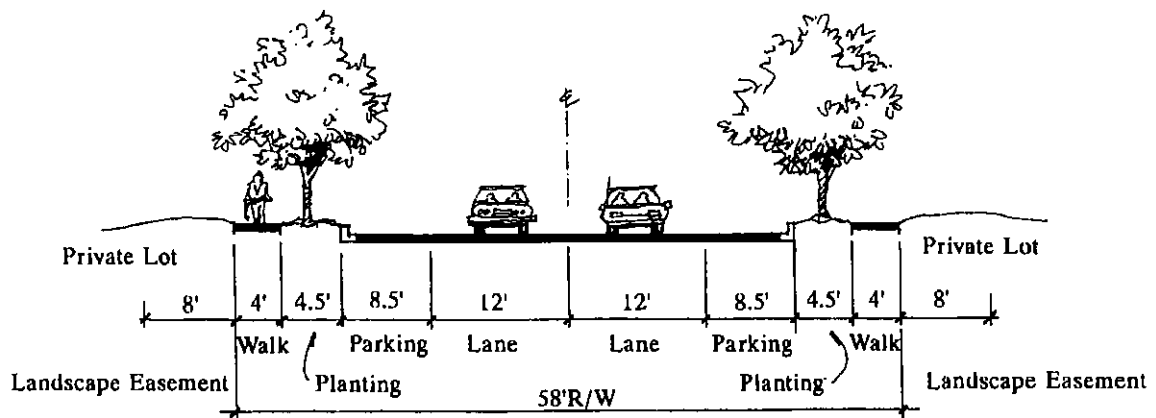 Private Lot
Private Lot
8' 4' 4.5' 8.5' 12' 12' 8.5' 4.5' 4' 8'
Walk Parking Lane Lane Parking Walk
Landscape Easement Planting Planting Landscape Easement
58'R/W